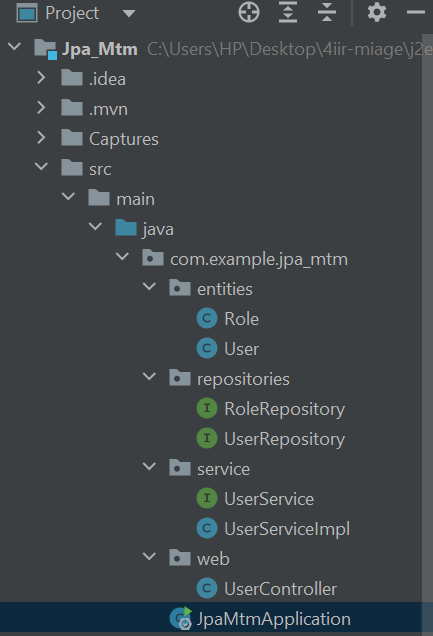 Project
Jpa_Mtm C:\Users\HP\Desktop\4iir-miage\j2e
.idea
.mvn
Captures
src
main
java
com.example.jpa_mtm
entities
C Role
C User
repositories
I RoleRepository
I UserRepository
service
I UserService
C UserServiceImpl
web
C UserController
C JpaMtmApplication